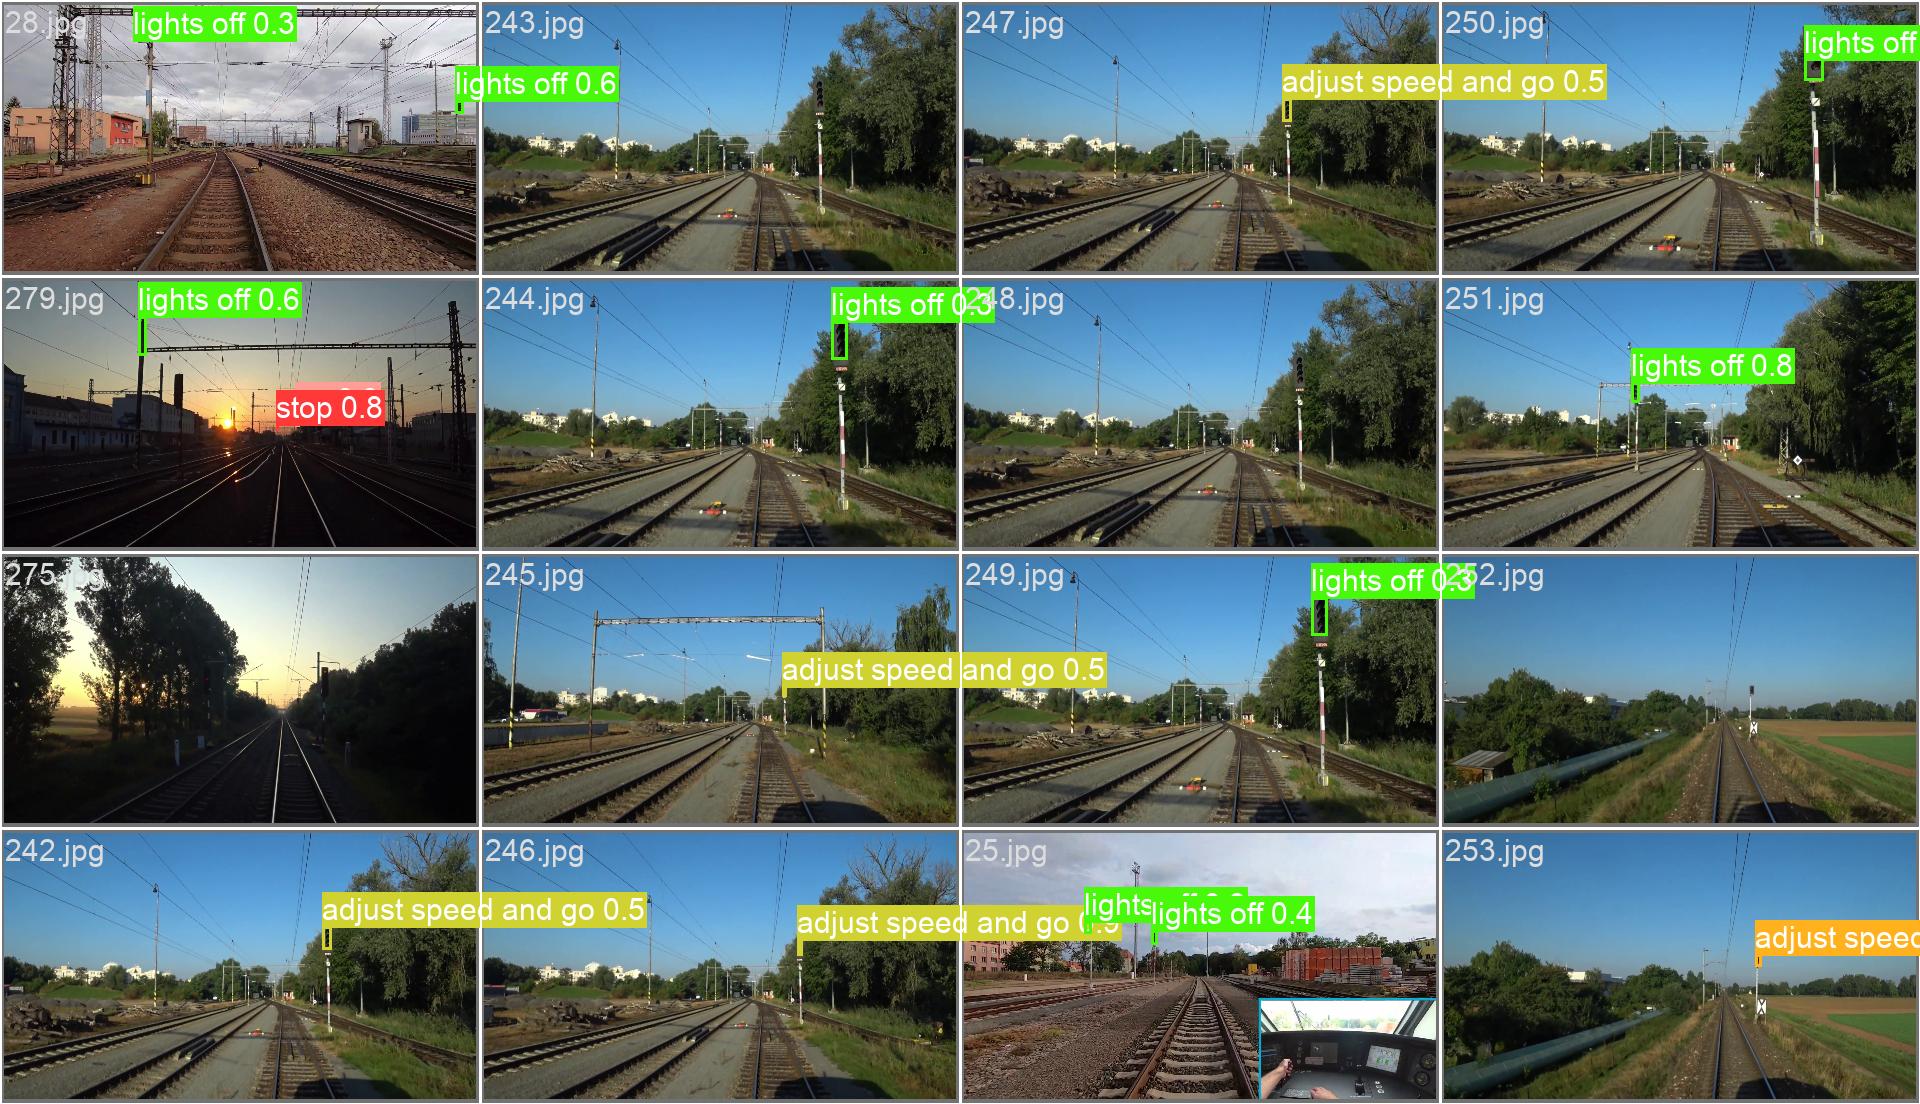 28.jpg
lights off 0.3
lights off 0.6
243.jpg
247.jpg
adjust speed and go 0.5
250.jpg
lights off
279.jpg
lights off 0.6
stop 0.8
244.jpg
lights off 0.3
248.jpg
251.jpg
lights off 0.8
275.jpg
245.jpg
adjust speed and go 0.5
249.jpg
lights off 0.3
252.jpg
242.jpg
adjust speed and go 0.5
246.jpg
adjust speed and go
25.jpg
lights
lights off 0.4
253.jpg
adjust speed